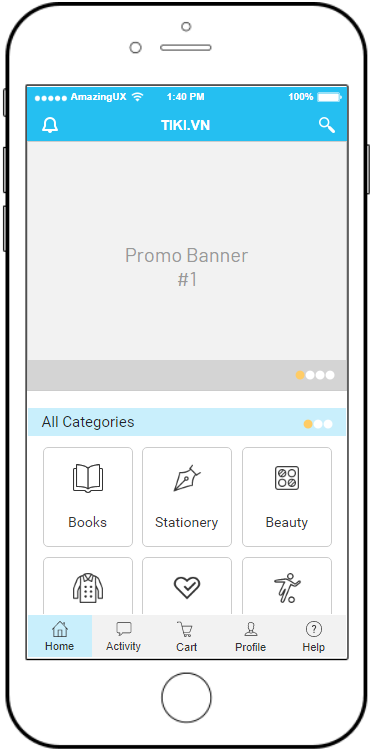 AmazingUX 1:40 PM 100%
TIKI.VN
Promo Banner
#1
All Categories
Books Stationery Beauty
Home Activity Cart Profile Help